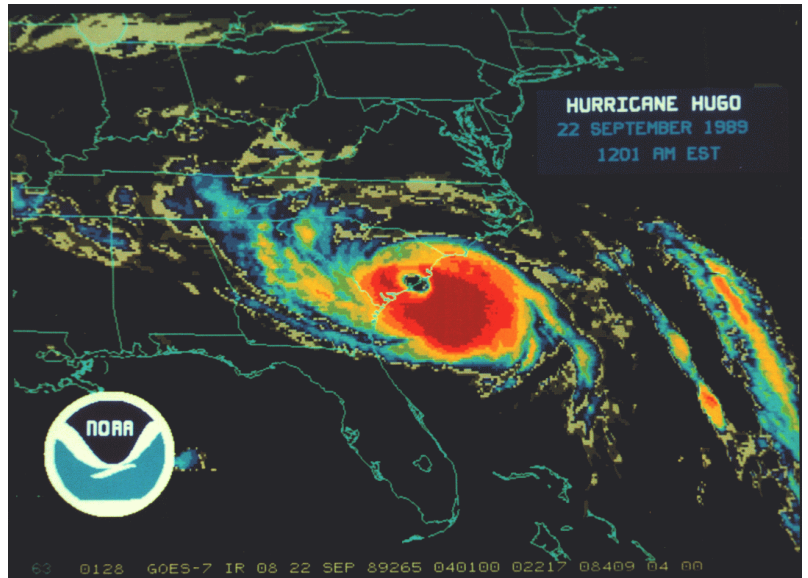 HURRICANE HUGO
22 SEPTEMBER 1989
1201 AM EST
NOAA
63 0128 GOES-7 IR 08 22 SEP 89265 040100 02217 08409 04 00